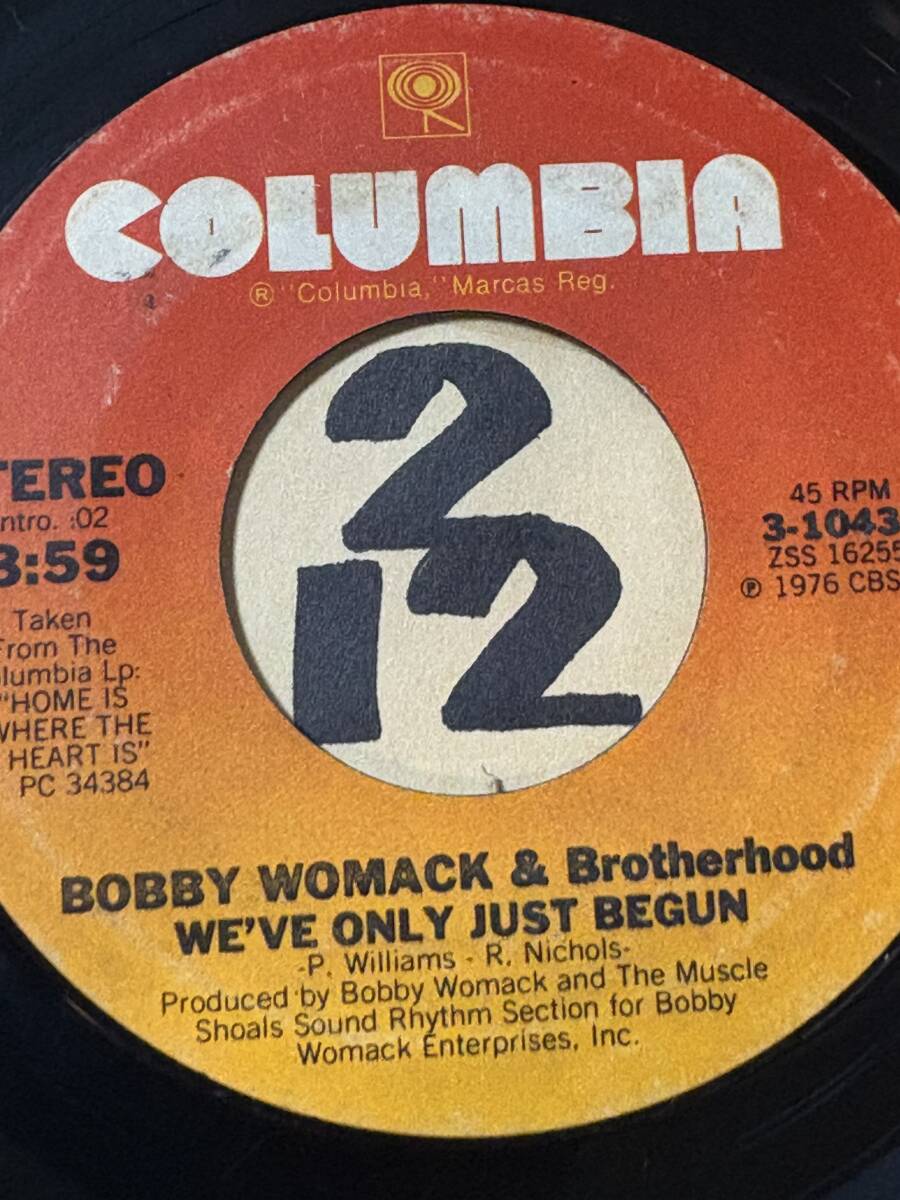 COLUMBIA
® "Columbia," Marcas Reg.
2
12
TEREO
ntro. :02
3:59
Taken
From The
lumbia Lp:
"HOME IS
WHERE THE
HEART IS"
PC 34384
45 RPM
3-1043
ZSS 16255
℗ 1976 CBS
BOBBY WOMACK & Brotherhood
WE'VE ONLY JUST BEGUN
-P. Williams - R. Nichols-
Produced by Bobby Womack and The Muscle
Shoals Sound Rhythm Section for Bobby
Womack Enterprises, Inc.